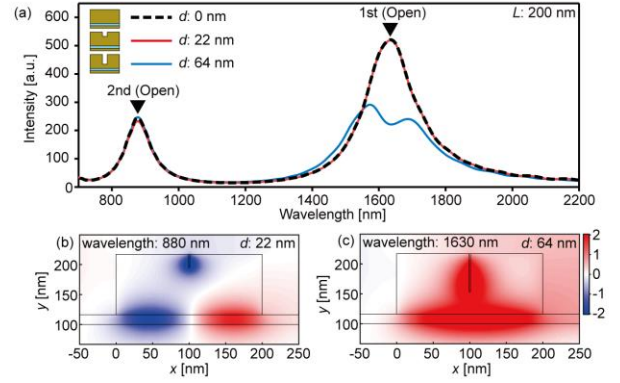 (a)
d: 0 nm
d: 22 nm
d: 64 nm
1st (Open)
L: 200 nm
2nd (Open)
Intensity [a.u.]
600
500
400
300
200
100
0
800 1000 1200 1400 1600 1800 2000 2200
Wavelength [nm]
(b) wavelength: 880 nm d: 22 nm
y [nm]
200
150
100
-50 0 50 100 150 200 250
x [nm]
(c) wavelength: 1630 nm d: 64 nm
y [nm]
200
150
100
-50 0 50 100 150 200 250
x [nm]
2
1
0
-1
-2